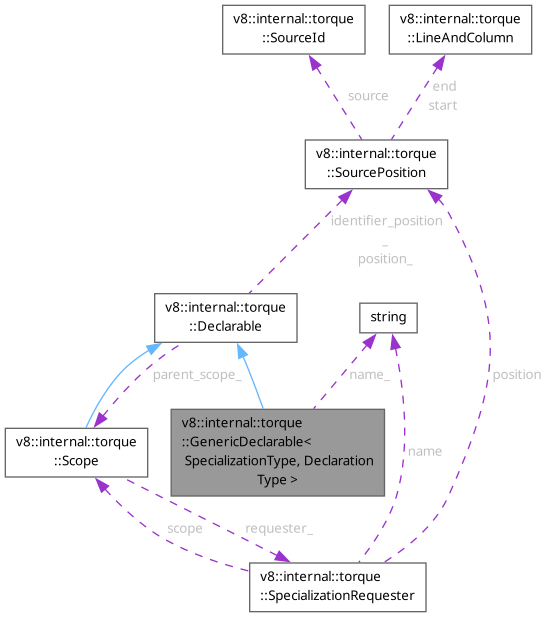 v8::internal::torque
::SourceId
v8::internal::torque
::LineAndColumn
source
end
start
v8::internal::torque
::SourcePosition
identifier_position
_
position_
v8::internal::torque
::Declarable
string
parent_scope_
name_
position
v8::internal::torque
::Scope
v8::internal::torque
::GenericDeclarable<
SpecializationType, Declaration
Type >
name
scope
requester_
v8::internal::torque
::SpecializationRequester